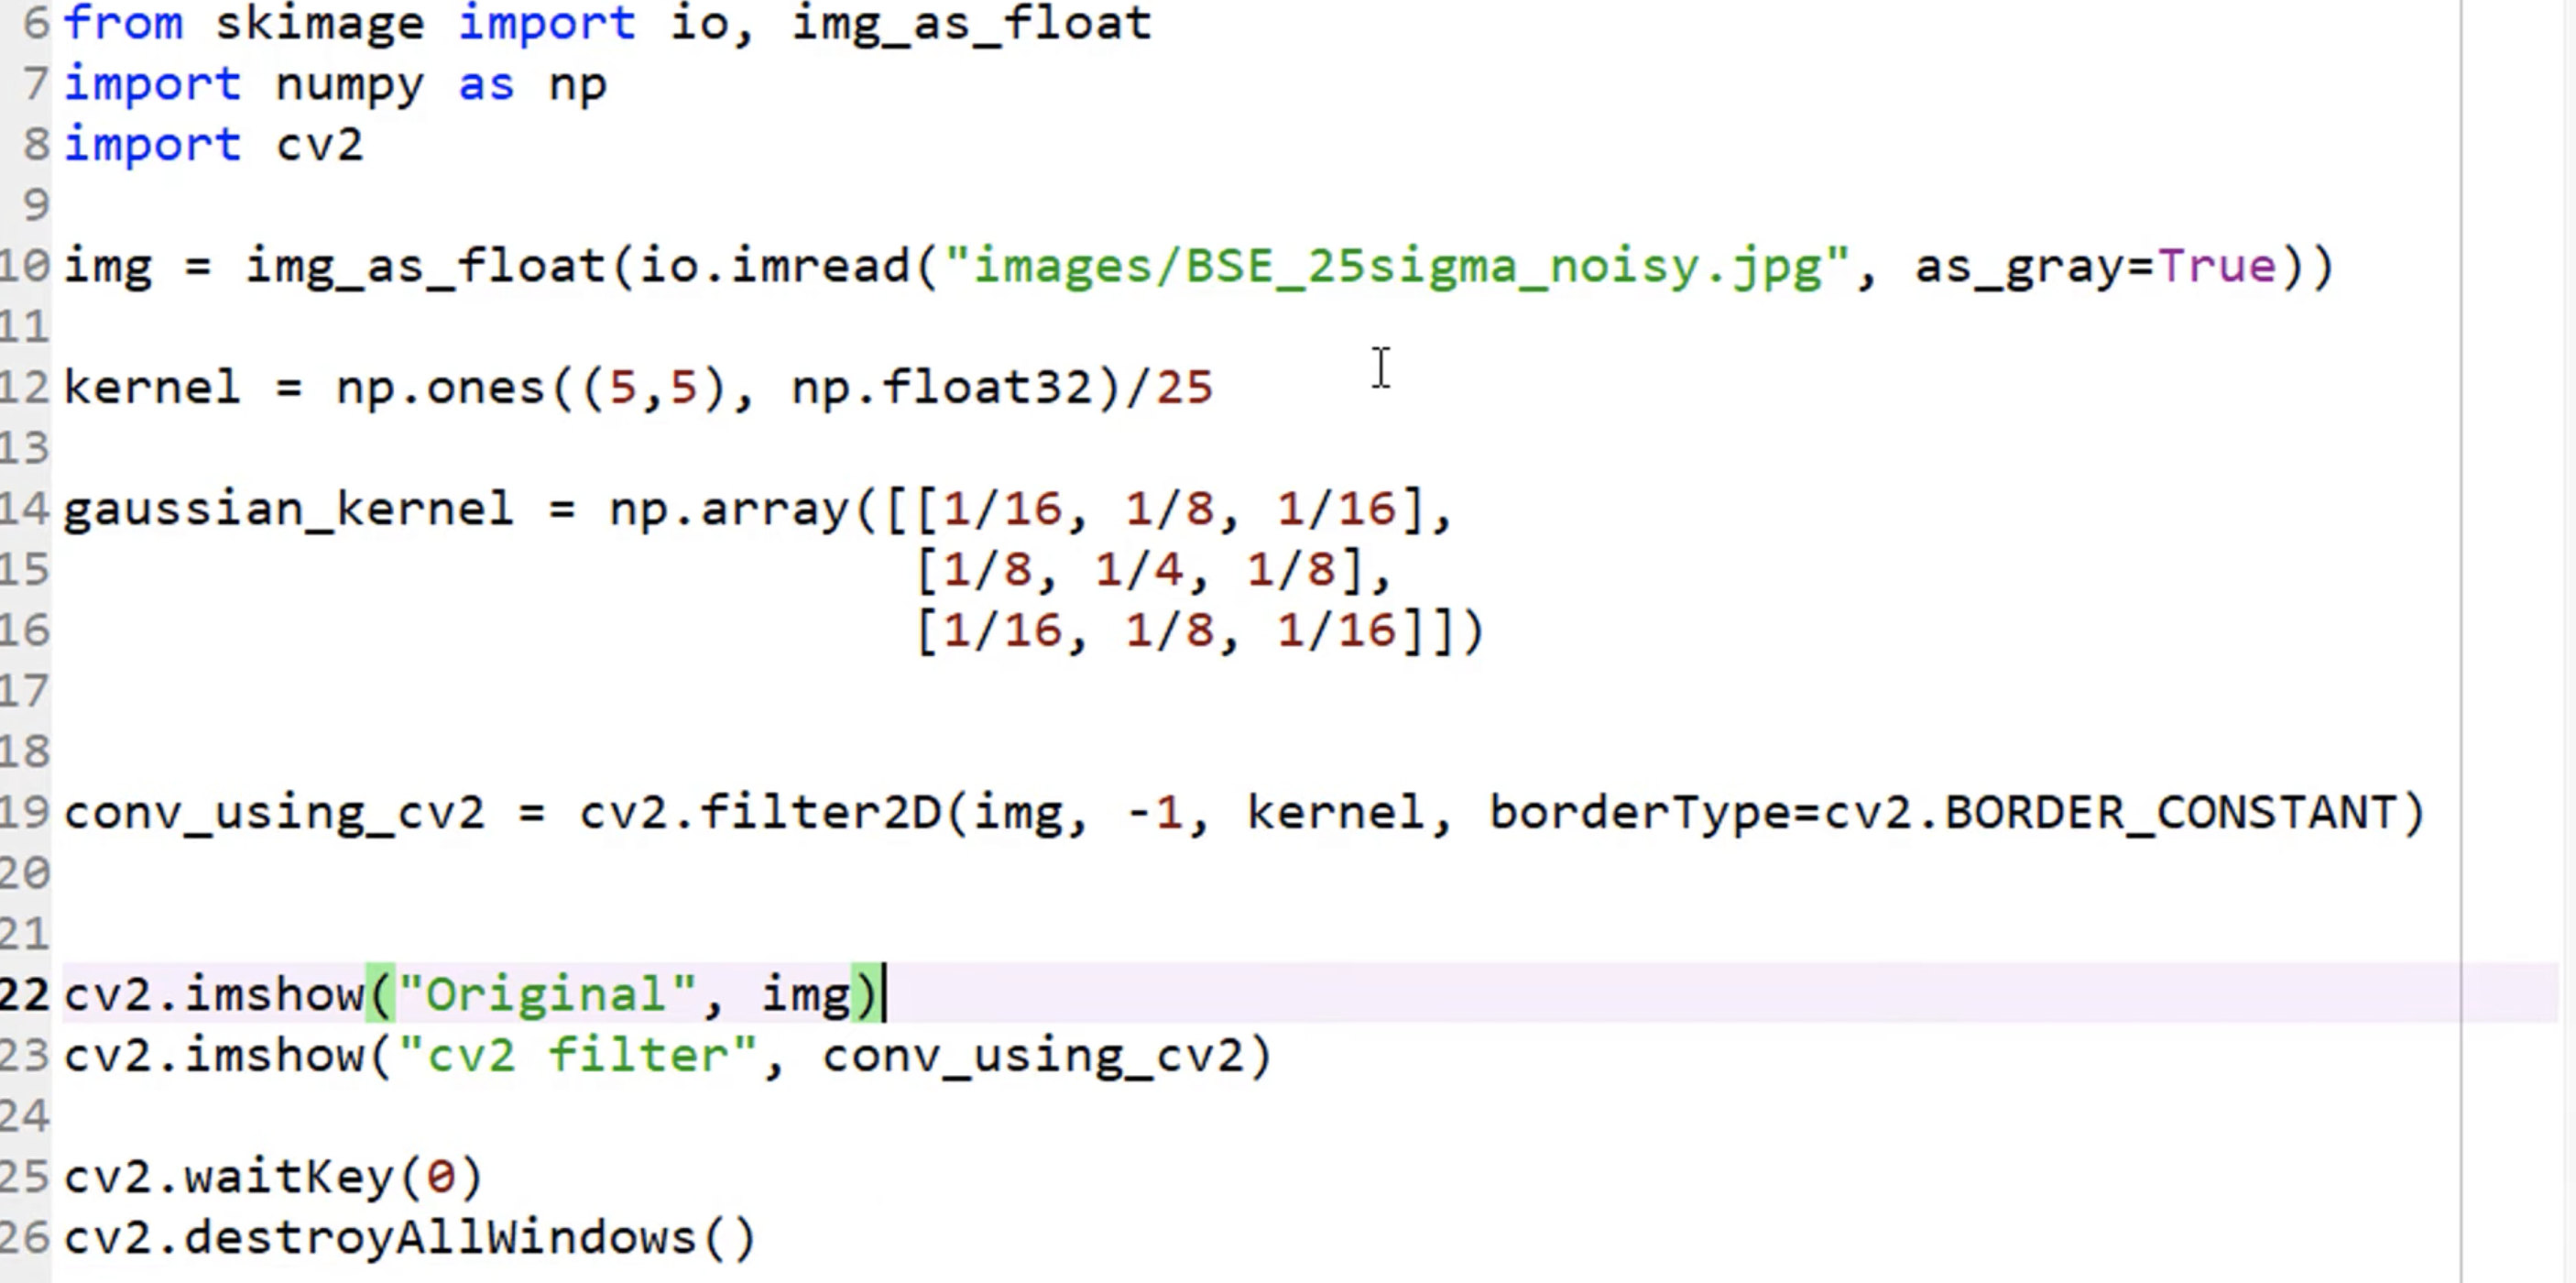 6 from skimage import io, img_as_float
7 import numpy as np
8 import cv2
9
10 img = img_as_float(io.imread("images/BSE_25sigma_noisy.jpg", as_gray=True))
11
12 kernel = np.ones((5,5), np.float32)/25
13
14 gaussian_kernel = np.array([[1/16, 1/8, 1/16],
15 [1/8, 1/4, 1/8],
16 [1/16, 1/8, 1/16]])
17
18
19 conv_using_cv2 = cv2.filter2D(img, -1, kernel, borderType=cv2.BORDER_CONSTANT)
20
21
22 cv2.imshow("Original", img)
23 cv2.imshow("cv2 filter", conv_using_cv2)
24
25 cv2.waitKey(0)
26 cv2.destroyAllWindows()